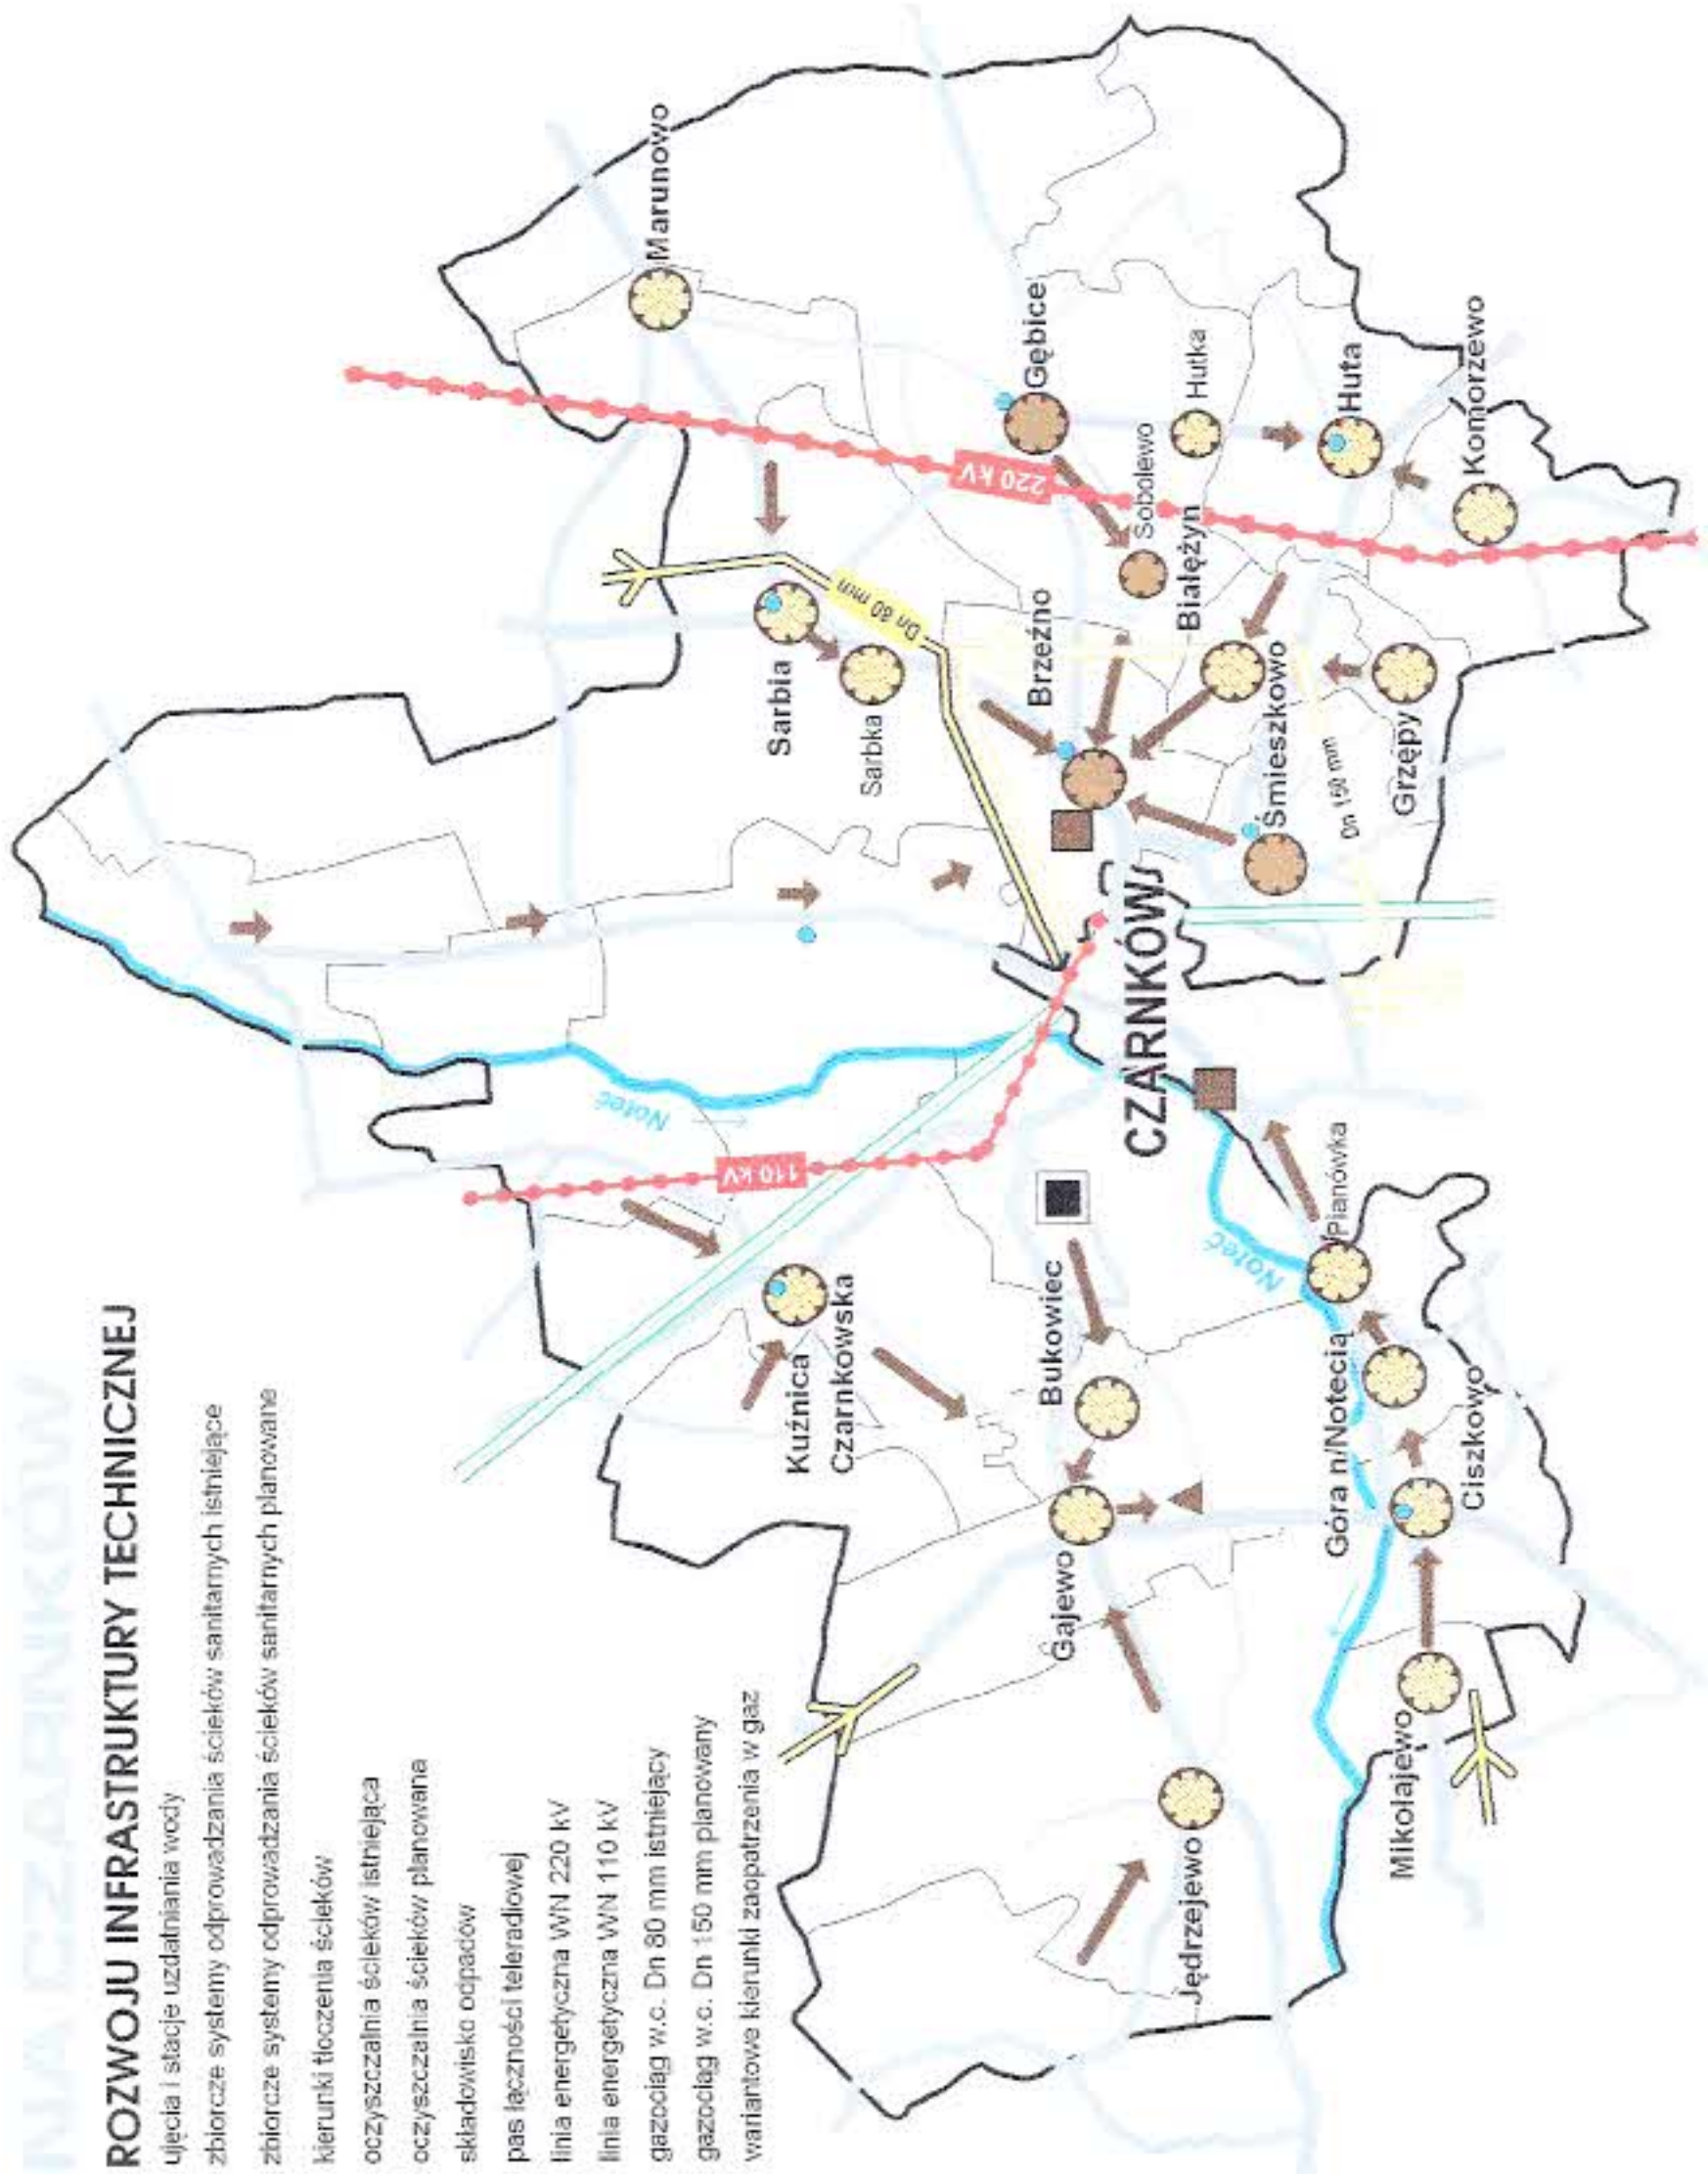 NA CZARNKÓW
ROZWOJU INFRASTRUKTURY TECHNICZNEJ
ujęcia i stacje uzdatniania wody
zbiorcze systemy odprowadzania ścieków sanitarnych istniejące
zbiorcze systemy odprowadzania ścieków sanitarnych planowane
kierunki tłoczenia ścieków
oczyszczalnia ścieków istniejąca
oczyszczalnia ścieków planowana
składowisko odpadów
pas łączności teleradiowej
linia energetyczna WN 220 kV
linia energetyczna WN 110 kV
gazociąg w.c. Dn 80 mm istniejący
gazociąg w.c. Dn 150 mm planowany
wariantowe kierunki zaopatrzenia w gaz
Noteć
110 kV
Kuźnica
Czarnkowska
Bukowiec
Gajewo
Jędrzejewo
Noteć
Pianówka
Góra n/Notecią
Ciszkowo
Mikołajewo
CZARNKÓW
Marunowo
Sarbia
Sarbka
Dn 80 mm
220 kV
Gębice
Brzeźno
Sobolewo
Hutka
Białężyn
Huta
Śmieszkowo
Komorzewo
Dn 150 mm
Grzępy